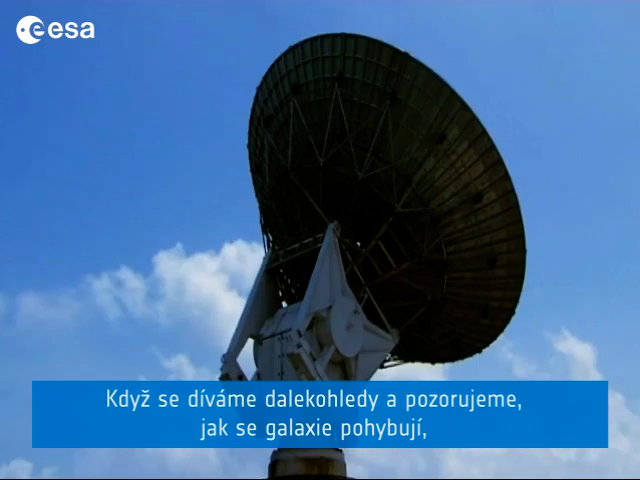 esa
Když se díváme dalekohledy a pozorujeme,
jak se galaxie pohybují,